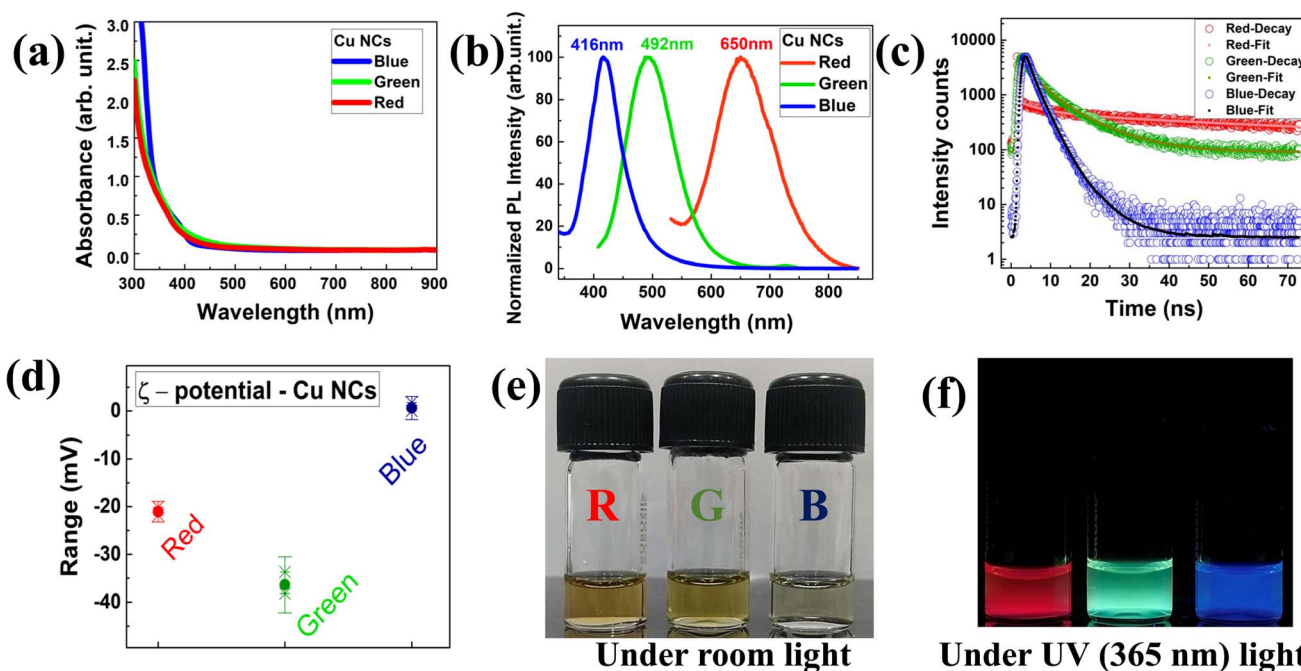 (a)
Absorbance (arb. unit.)
3.0
2.5
2.0
1.5
1.0
0.5
0.0
300 400 500 600 700 800 900
Wavelength (nm)
Cu NCs
Blue
Green
Red
(b)
Normalized PL Intensity (arb.unit.)
100
80
60
40
20
0
400 500 600 700 800
Wavelength (nm)
416nm 492nm 650nm
Cu NCs
Red
Green
Blue
(c)
Intensity counts
10000
1000
100
10
1
0 10 20 30 40 50 60 70
Time (ns)
Red-Decay
Red-Fit
Green-Decay
Green-Fit
Blue-Decay
Blue-Fit
(d)
ζ – potential - Cu NCs
Range (mV)
0
-10
-20
-30
-40
Red
Green
Blue
(e)
R G B
Under room light
(f)
Under UV (365 nm) light